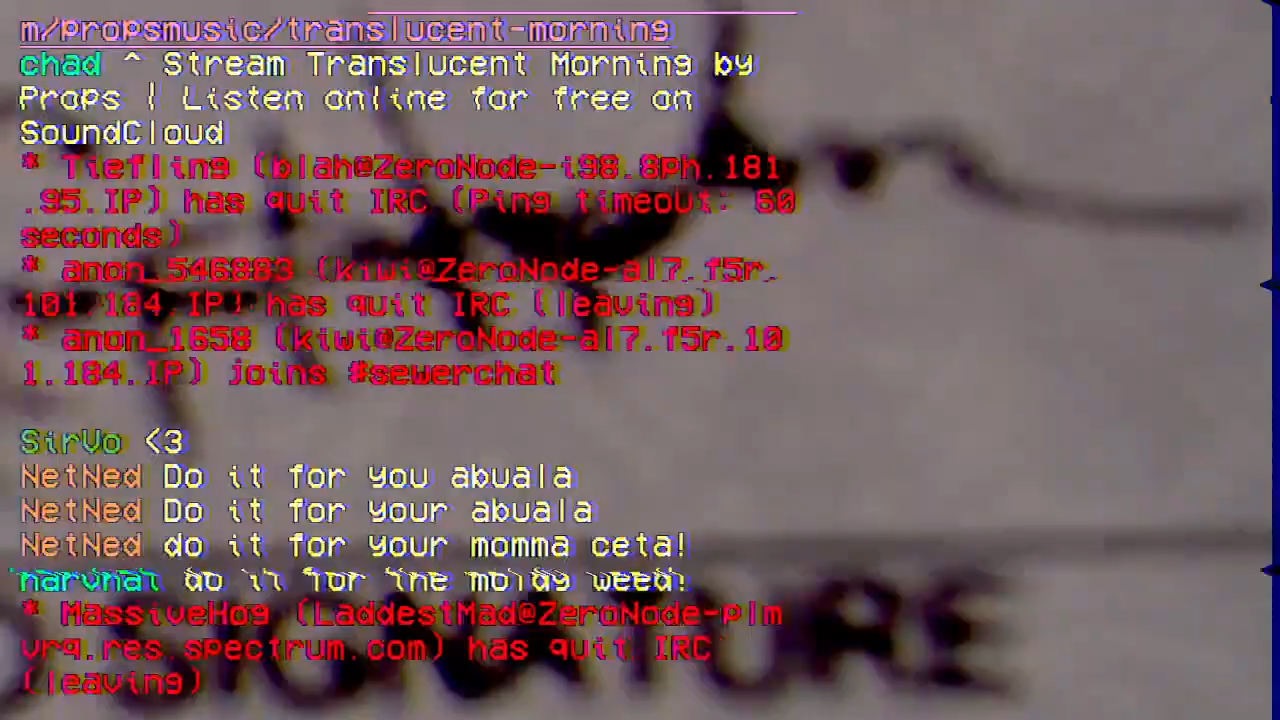 m/propsmusic/translucent-morning
chad ^ Stream Translucent Morning by
Props | Listen online for free on
SoundCloud
* Tiefling (blah@ZeroNode-i98.8ph.181
.95.IP) has quit IRC (Ping timeout: 60
seconds)
* anon_546883 (kiwi@ZeroNode-al7.f5r.
101.184.IP) has quit IRC (leaving)
* anon_1658 (kiwi@ZeroNode-al7.f5r.10
1.184.IP) joins #sewerchat
SirVo <3
NetNed Do it for you abuala
NetNed Do it for your abuala
NetNed do it for your momma ceta!
do it for the moldy weed!
* MassiveHog (LaddestMad@ZeroNode-plm
vrq.res.spectrum.com) has quit IRC
(leaving)
SIGNATURE